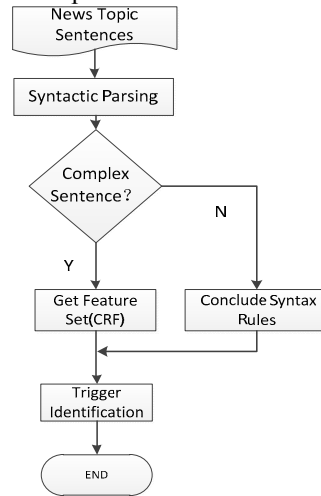 News Topic
Sentences
Syntactic Parsing
Complex
Sentence？
N
Y
Get Feature
Set(CRF)
Conclude Syntax
Rules
Trigger
Identification
END